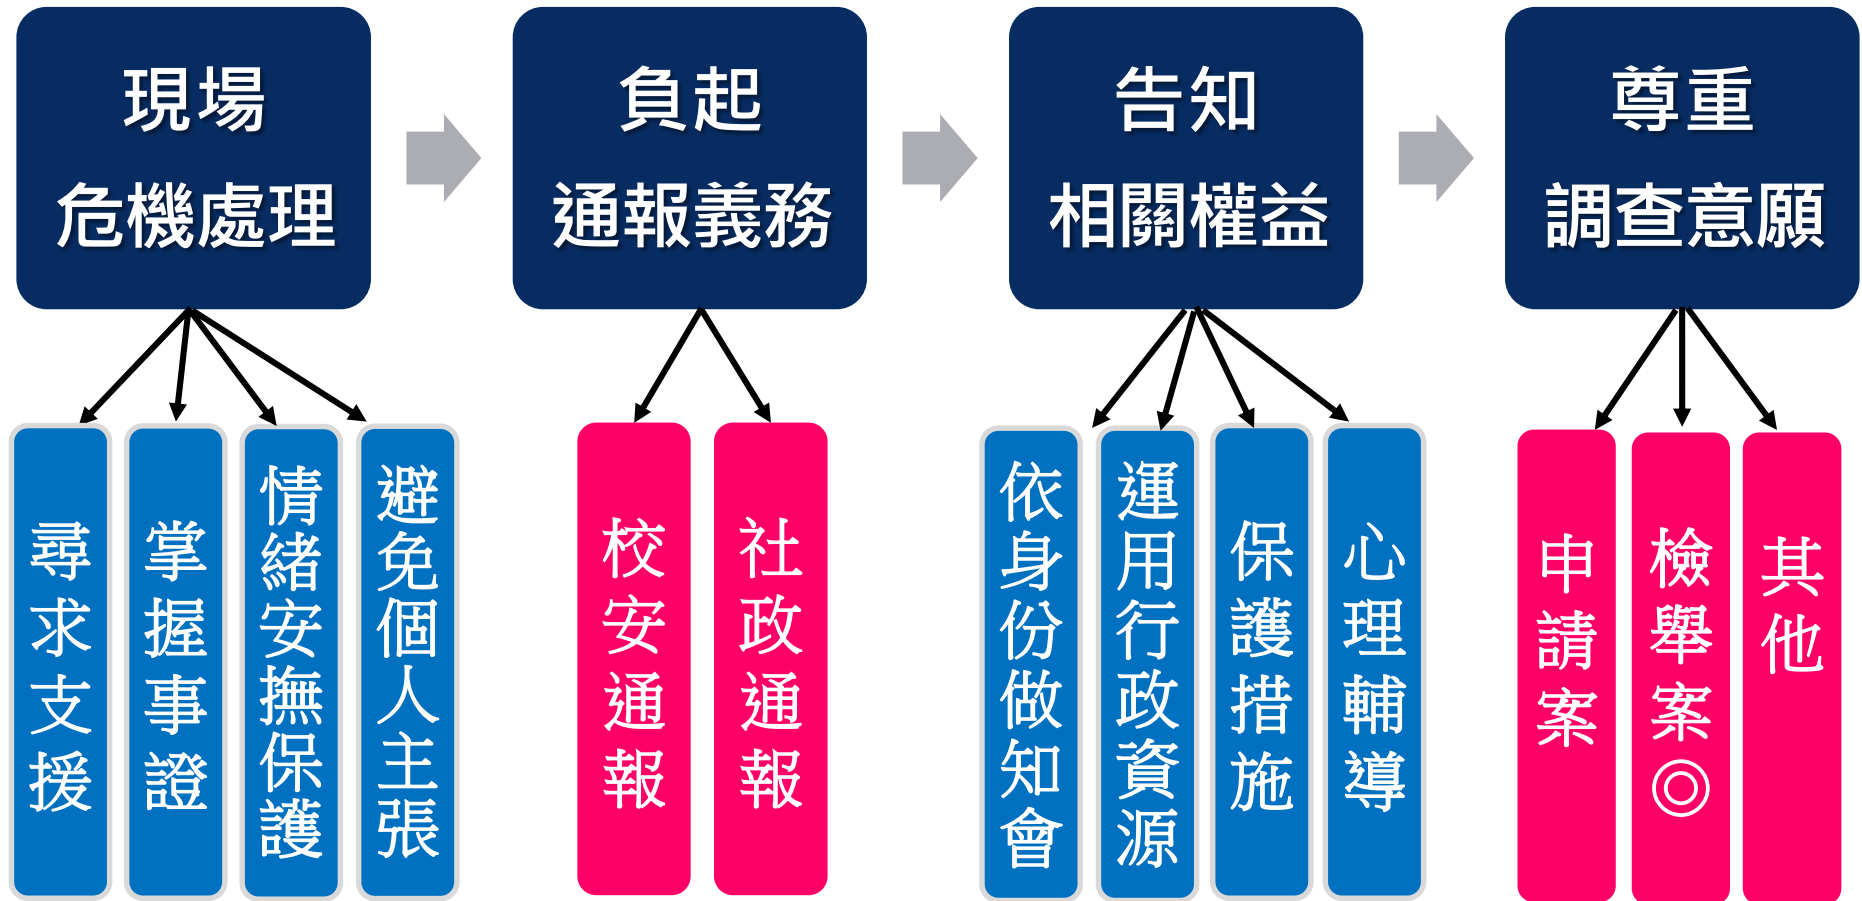 現場
危機處理
負起
通報義務
告知
相關權益
尊重
調查意願
尋求支援
掌握事證
情緒安撫保護
避免個人主張
校安通報
社政通報
依身份做知會
運用行政資源
保護措施
心理輔導
申請案
檢舉案◎
其他